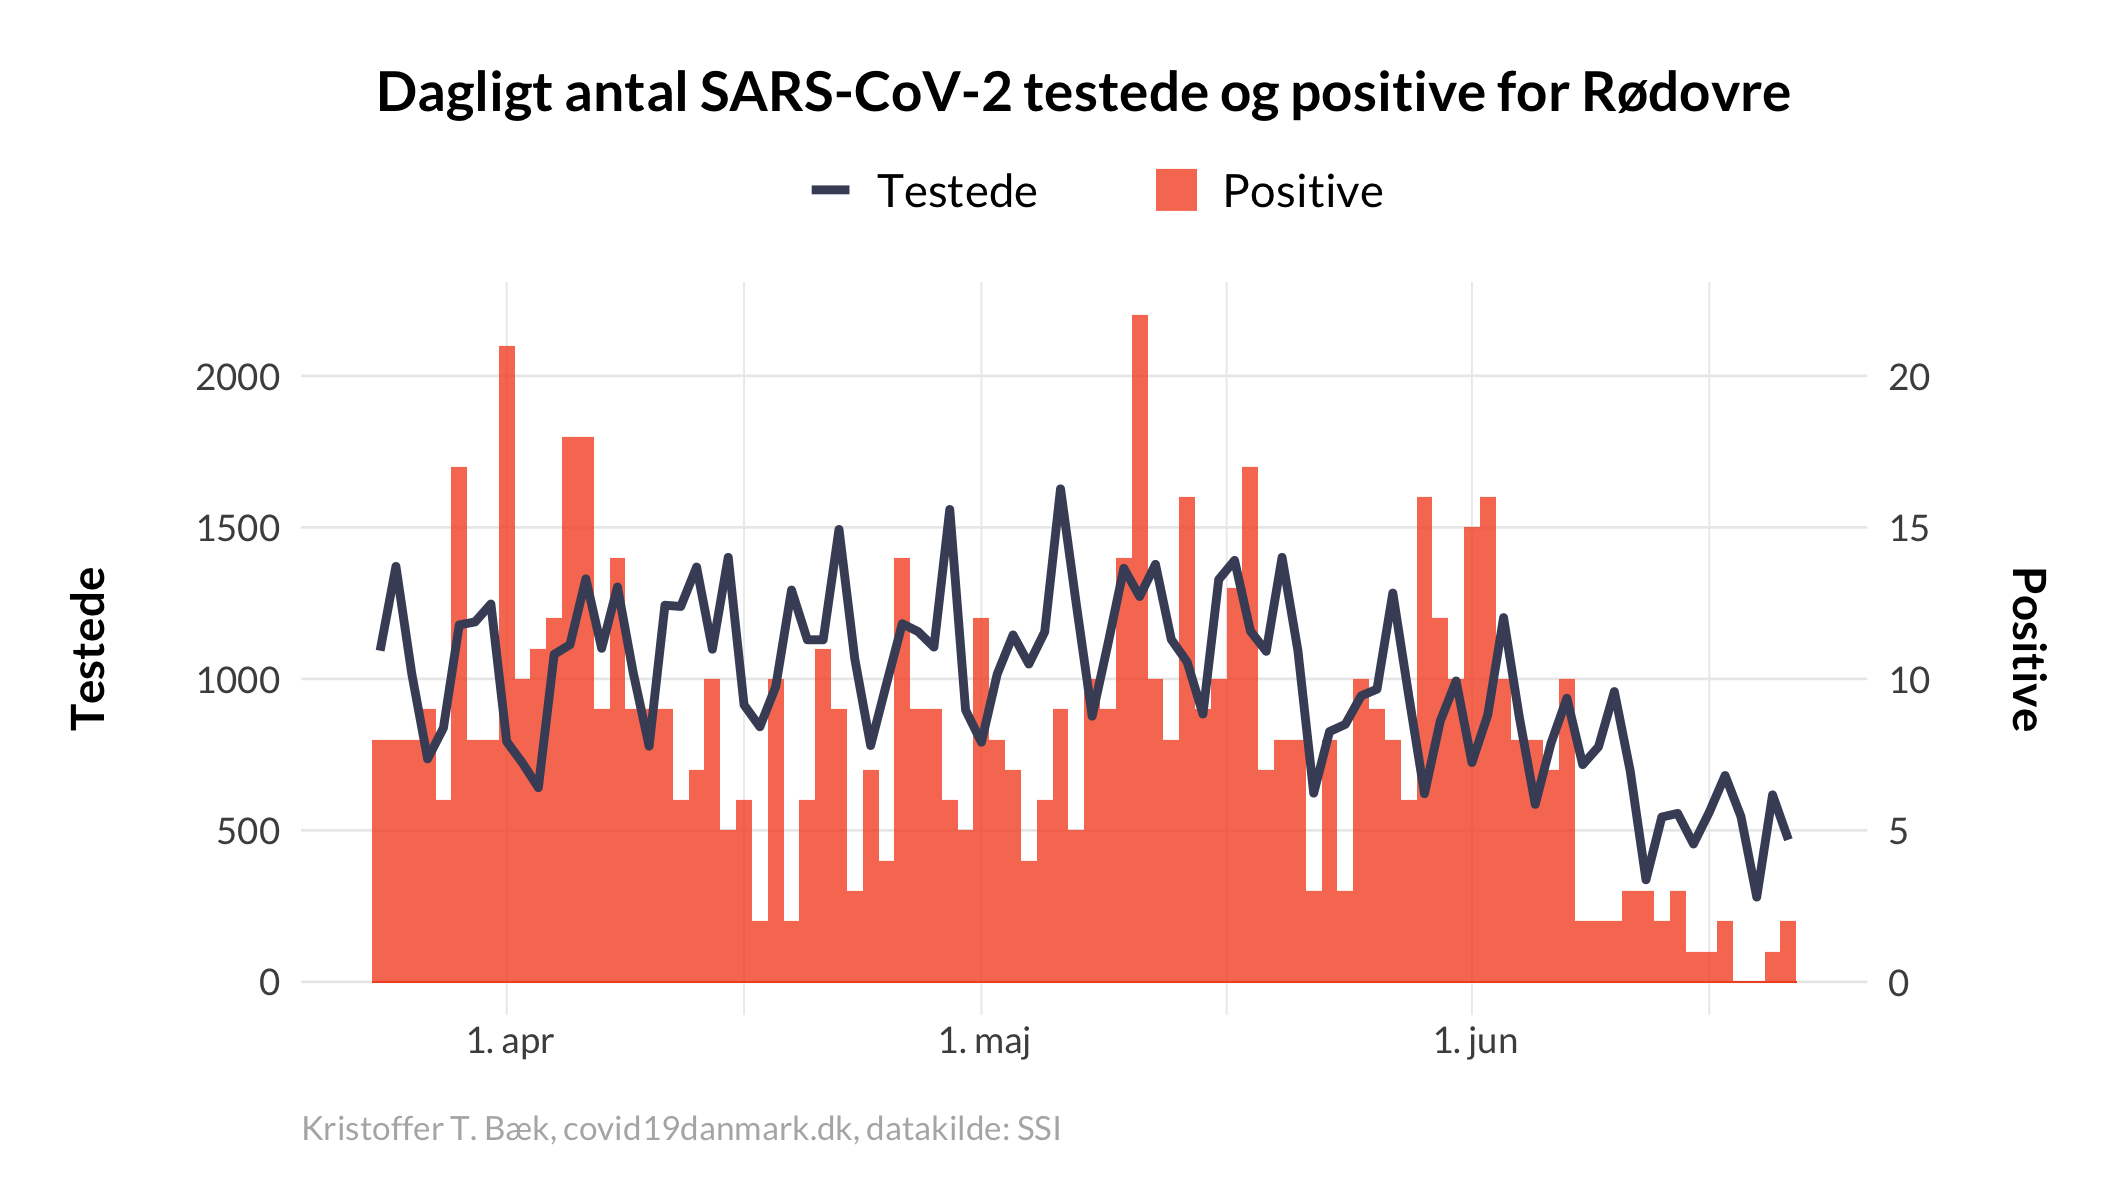 Dagligt antal SARS-CoV-2 testede og positive for Rødovre
Testede
Positive
2000
1500
1000
500
0
20
15
10
5
0
Testede
Positive
1. apr
1. maj
1. jun
Kristoffer T. Bæk, covid19danmark.dk, datakilde: SSI